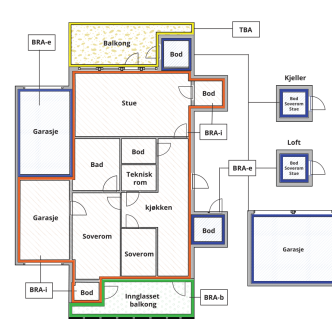 TBA
BRA-e
Balkong
Bod
Kjeller
Stue
Bod
Bod
Soverom
Stue
Garasje
BRA-i
Loft
Bad
Bod
BRA-e
Bod
Soverom
Stue
Teknisk
rom
Garasje
kjøkken
Soverom
Bod
Garasje
Soverom
BRA-i
Bod
Innglasset
balkong
BRA-b